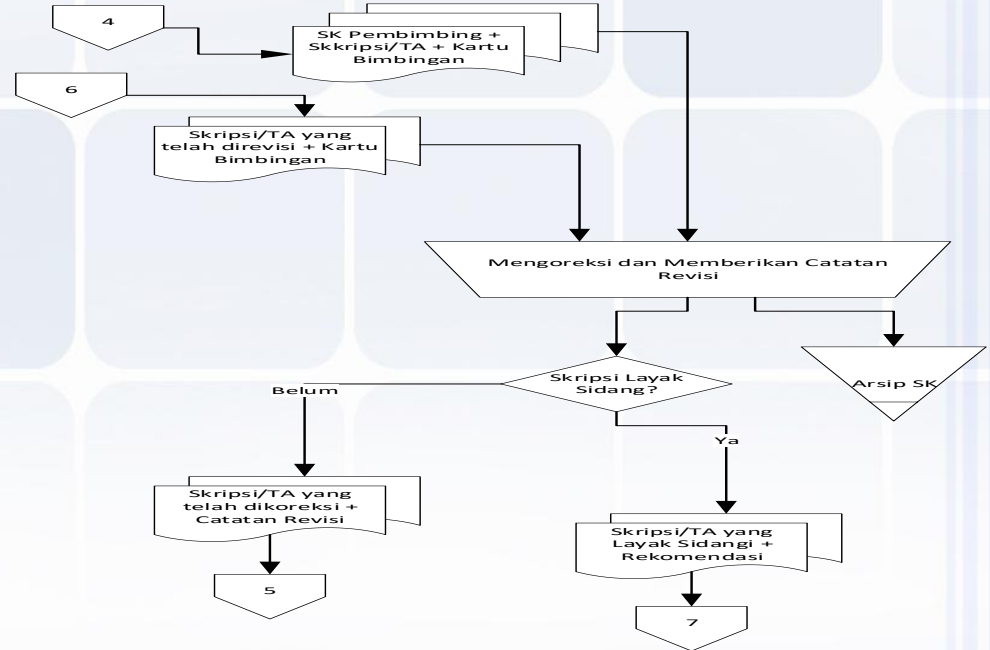 4
SK Pembimbing +
Skkripsi/TA + Kartu
Bimbingan
6
Skripsi/TA yang
telah direvisi + Kartu
Bimbingan
Mengoreksi dan Memberikan Catatan
Revisi
Skripsi Layak
Sidang?
Arsip SK
Belum
Ya
Skripsi/TA yang
telah dikoreksi +
Catatan Revisi
Skripsi/TA yang
Layak Sidangi +
Rekomendasi
5
7